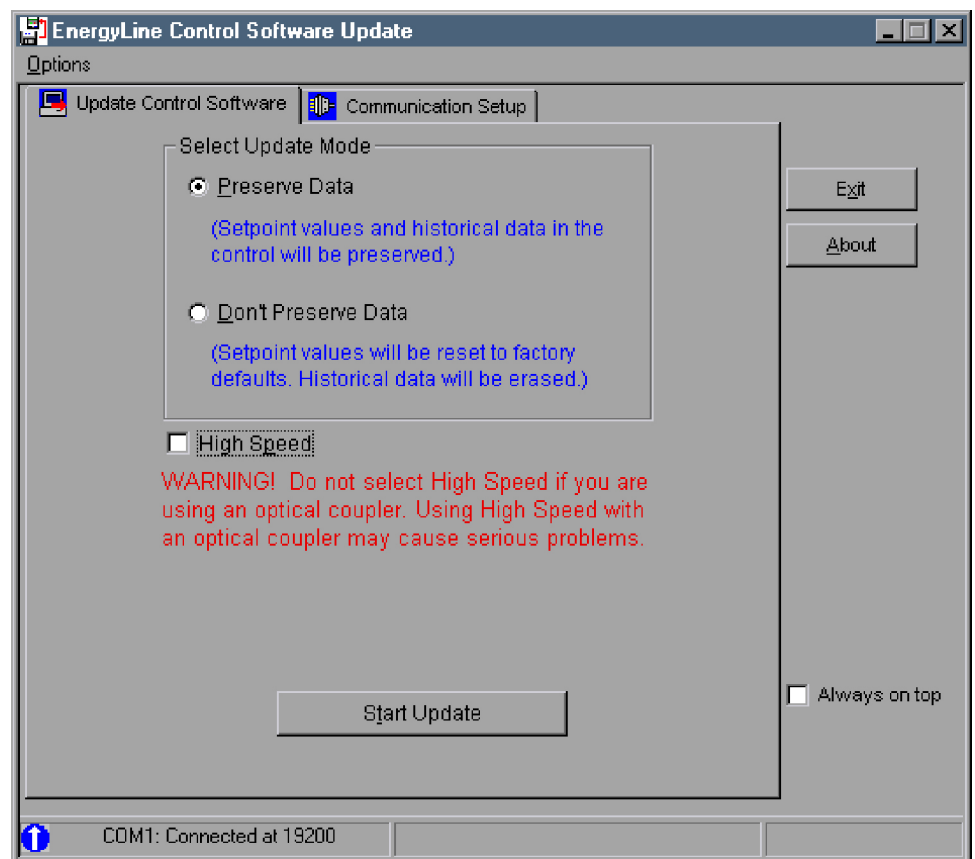 EnergyLine Control Software Update
Options
Update Control Software
Communication Setup
Select Update Mode
Preserve Data
(Setpoint values and historical data in the
control will be preserved.)
Don't Preserve Data
(Setpoint values will be reset to factory
defaults. Historical data will be erased.)
High Speed
WARNING! Do not select High Speed if you are
using an optical coupler. Using High Speed with
an optical coupler may cause serious problems.
Start Update
Exit
About
Always on top
COM1: Connected at 19200